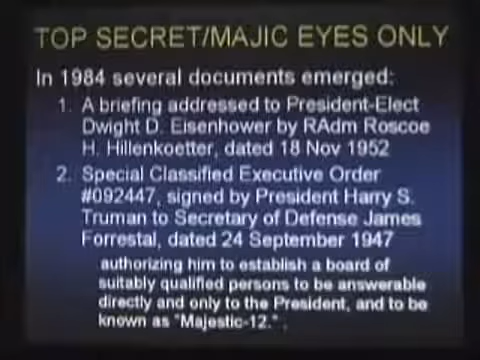 TOP SECRET/MAJIC EYES ONLY
In 1984 several documents emerged:
1. A briefing addressed to President-Elect
Dwight D. Eisenhower by RAdm Roscoe
H. Hillenkoetter, dated 18 Nov 1952
2. Special Classified Executive Order
#092447, signed by President Harry S.
Truman to Secretary of Defense James
Forrestal, dated 24 September 1947
authorizing him to establish a board of
suitably qualified persons to be answerable
directly and only to the President, and to be
known as "Majestic-12."